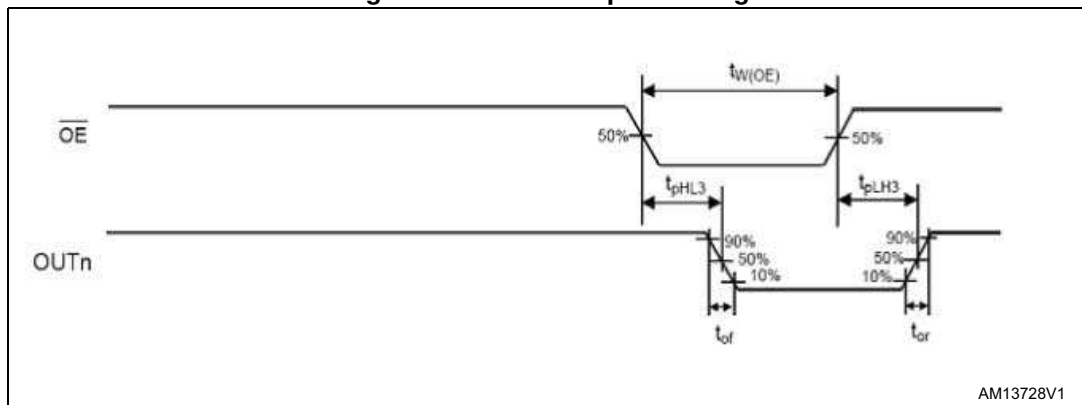 tW(OE)
OE
50%
50%
tpHL3
tpLH3
OUTn
90%
50%
10%
90%
50%
10%
tof
tor
AM13728V1